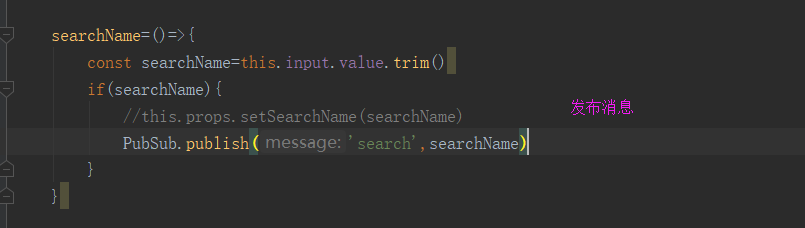 searchName=()=>{
const searchName=this.input.value.trim()
if(searchName){
//this.props.setSearchName(searchName)
发布消息
PubSub.publish( message: 'search',searchName)
}
}